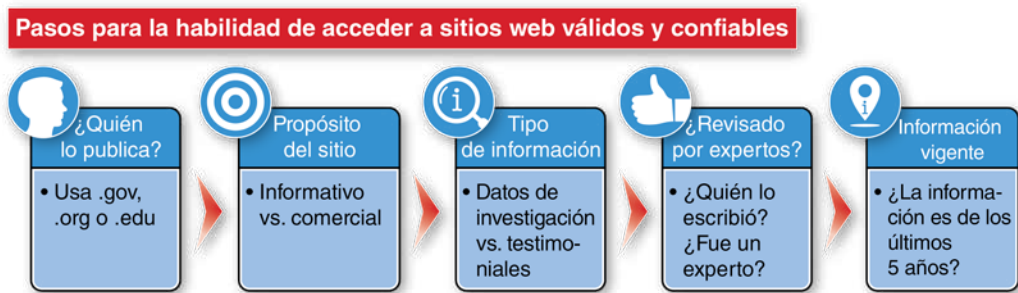 Pasos para la habilidad de acceder a sitios web válidos y confiables
¿Quién
lo publica?
• Usa .gov,
.org o .edu
Propósito
del sitio
• Informativo
vs. comercial
i
Tipo
de información
• Datos de
investigación
vs. testimo-
niales
¿Revisado
por expertos?
• ¿Quién lo
escribió?
¿Fue un
experto?
i
Información
vigente
• ¿La informa-
ción es de los
últimos
5 años?